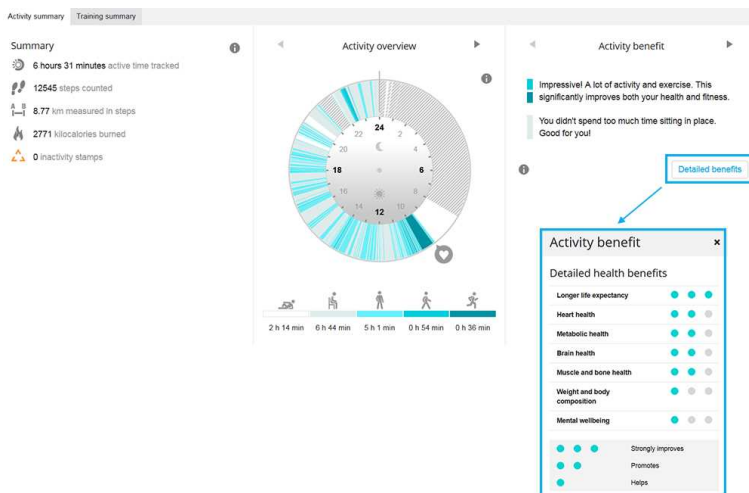 Activity summary
Training summary
Summary
6 hours 31 minutes active time tracked
12545 steps counted
A B
8.77 km measured in steps
2771 kilocalories burned
0 inactivity stamps
Activity overview
24
2
4
6
8
10
12
14
16
18
20
22
2 h 14 min
6 h 44 min
5 h 1 min
0 h 54 min
0 h 36 min
Activity benefit
Impressive! A lot of activity and exercise. This
significantly improves both your health and fitness.
You didn't spend too much time sitting in place.
Good for you!
Detailed benefits
Activity benefit
×
Detailed health benefits
Longer life expectancy
Heart health
Metabolic health
Brain health
Muscle and bone health
Weight and body
composition
Mental wellbeing
Strongly improves
Promotes
Helps